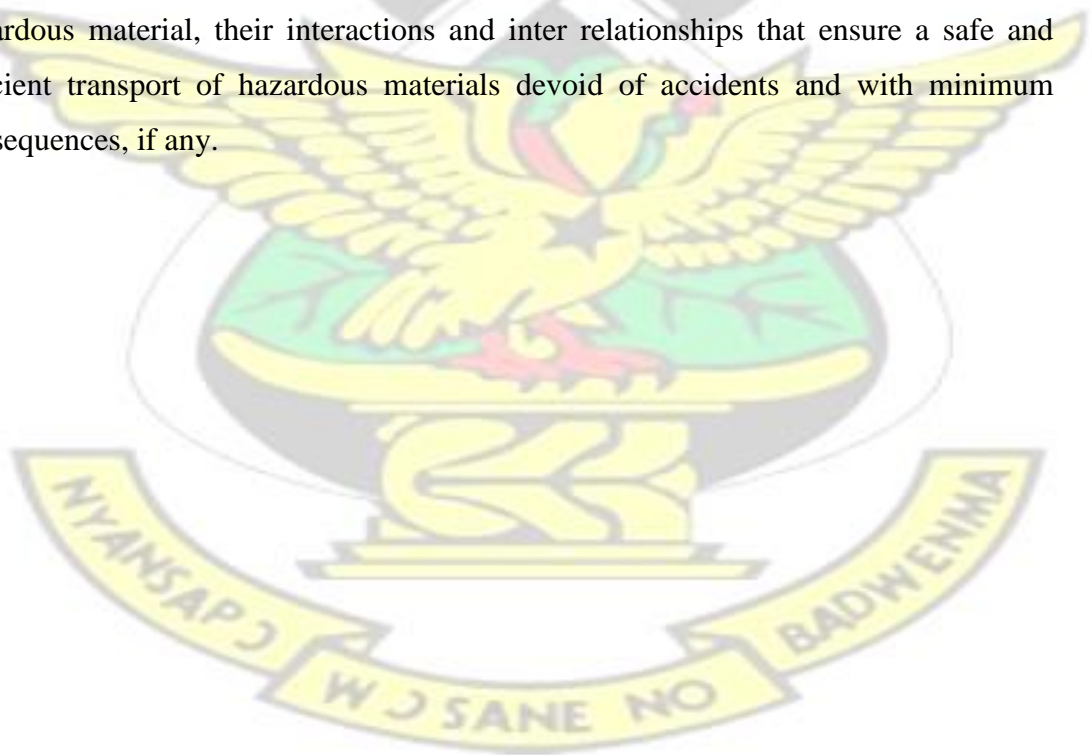 ardous material, their interactions and inter relationships that ensure a safe and
cient transport of hazardous materials devoid of accidents and with minimum
sequences, if any.
NYANSAPƆ
WƆSANE NO
BADWENMA